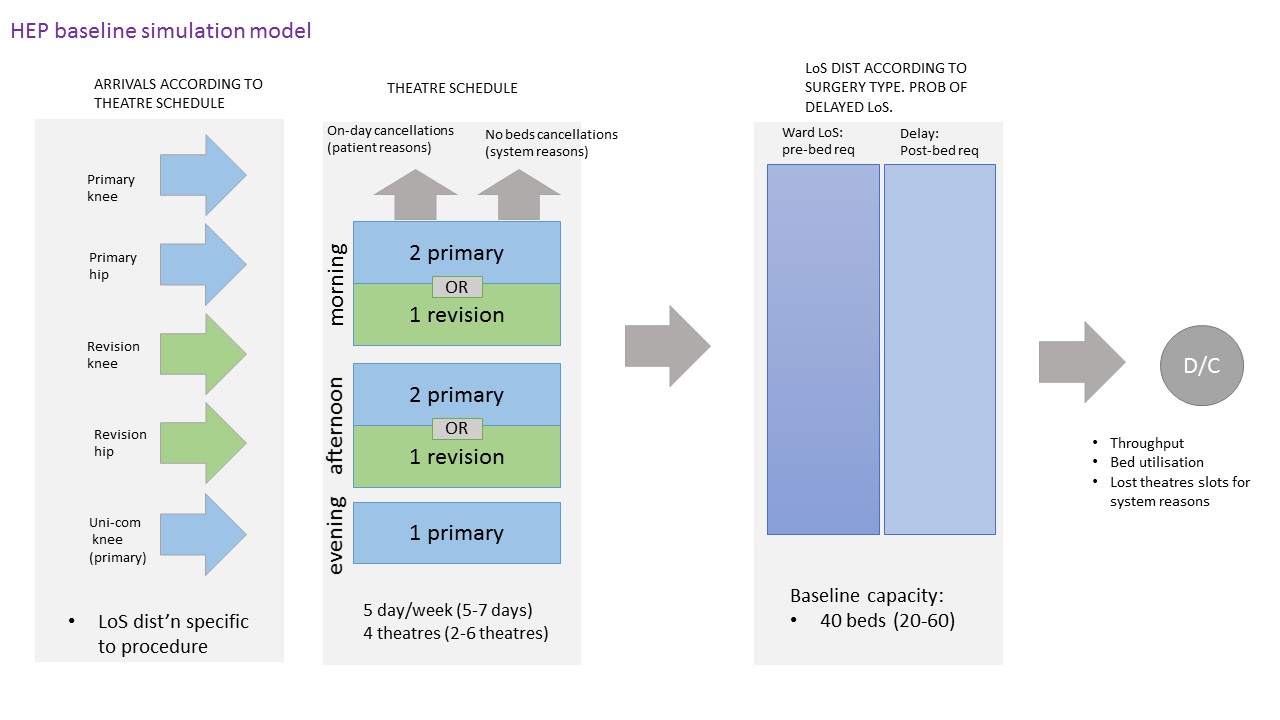 HEP baseline simulation model
ARRIVALS ACCORDING TO
THEATRE SCHEDULE
Primary
knee
Primary
hip
Revision
knee
Revision
hip
Uni-com
knee
(primary)
• LoS dist'n specific
to procedure
THEATRE SCHEDULE
On-day cancellations
(patient reasons)
No beds cancellations
(system reasons)
morning
2 primary
OR
1 revision
afternoon
2 primary
OR
1 revision
evening
1 primary
5 day/week (5-7 days)
4 theatres (2-6 theatres)
LoS DIST ACCORDING TO
SURGERY TYPE. PROB OF
DELAYED LoS.
Ward LoS:
pre-bed req
Delay:
Post-bed req
Baseline capacity:
• 40 beds (20-60)
D/C
• Throughput
• Bed utilisation
• Lost theatres slots for
system reasons